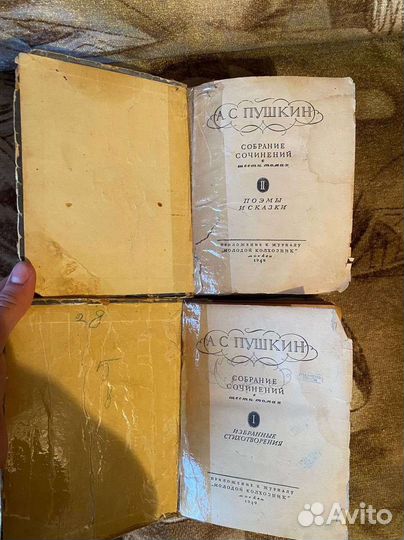 А С ПУШКИН
СОБРАНИЕ
СОЧИНЕНИЙ
в
шести томах
II
ПОЭМЫ
И СКАЗКИ
ПРИЛОЖЕНИЕ К ЖУРНАЛУ
"МОЛОДОЙ КОЛХОЗНИК"
москва
1949
28
А С ПУШКИН
СОБРАНИЕ
СОЧИНЕНИЙ
в
шести томах
I
ИЗБРАННЫЕ
СТИХОТВОРЕНИЯ
ПРИЛОЖЕНИЕ К ЖУРНАЛУ
"МОЛОДОЙ КОЛХОЗНИК"
москва
1949
Avito